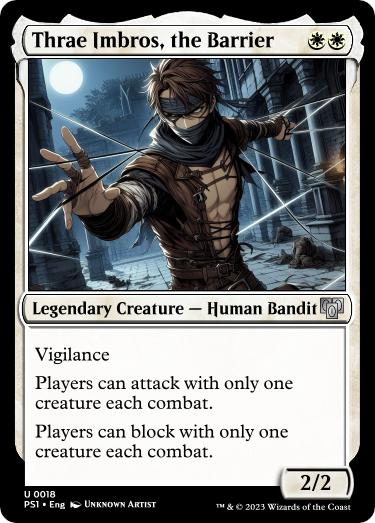 Thrae Imbros, the Barrier
Legendary Creature — Human Bandit
Vigilance
Players can attack with only one
creature each combat.
Players can block with only one
creature each combat.
2/2
U 0018
PS1 • Eng Unknown Artist
™ & © 2023 Wizards of the Coast